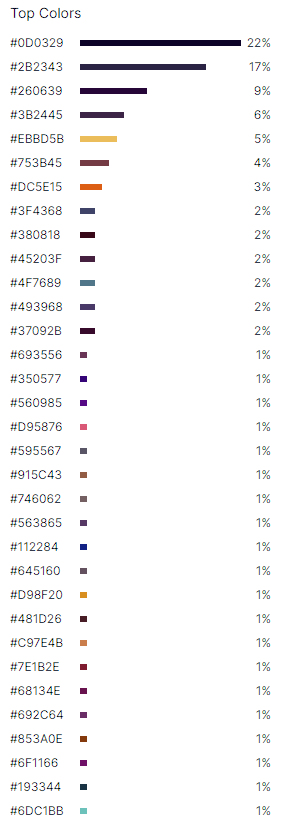 Top Colors
#0D0329 22%
#2B2343 17%
#260639 9%
#3B2445 6%
#EBBD5B 5%
#753B45 4%
#DC5E15 3%
#3F4368 2%
#380818 2%
#45203F 2%
#4F7689 2%
#493968 2%
#37092B 2%
#693556 1%
#350577 1%
#560985 1%
#D95876 1%
#595567 1%
#915C43 1%
#746062 1%
#563865 1%
#112284 1%
#645160 1%
#D98F20 1%
#481D26 1%
#C97E4B 1%
#7E1B2E 1%
#68134E 1%
#692C64 1%
#853A0E 1%
#6F1166 1%
#193344 1%
#6DC1BB 1%